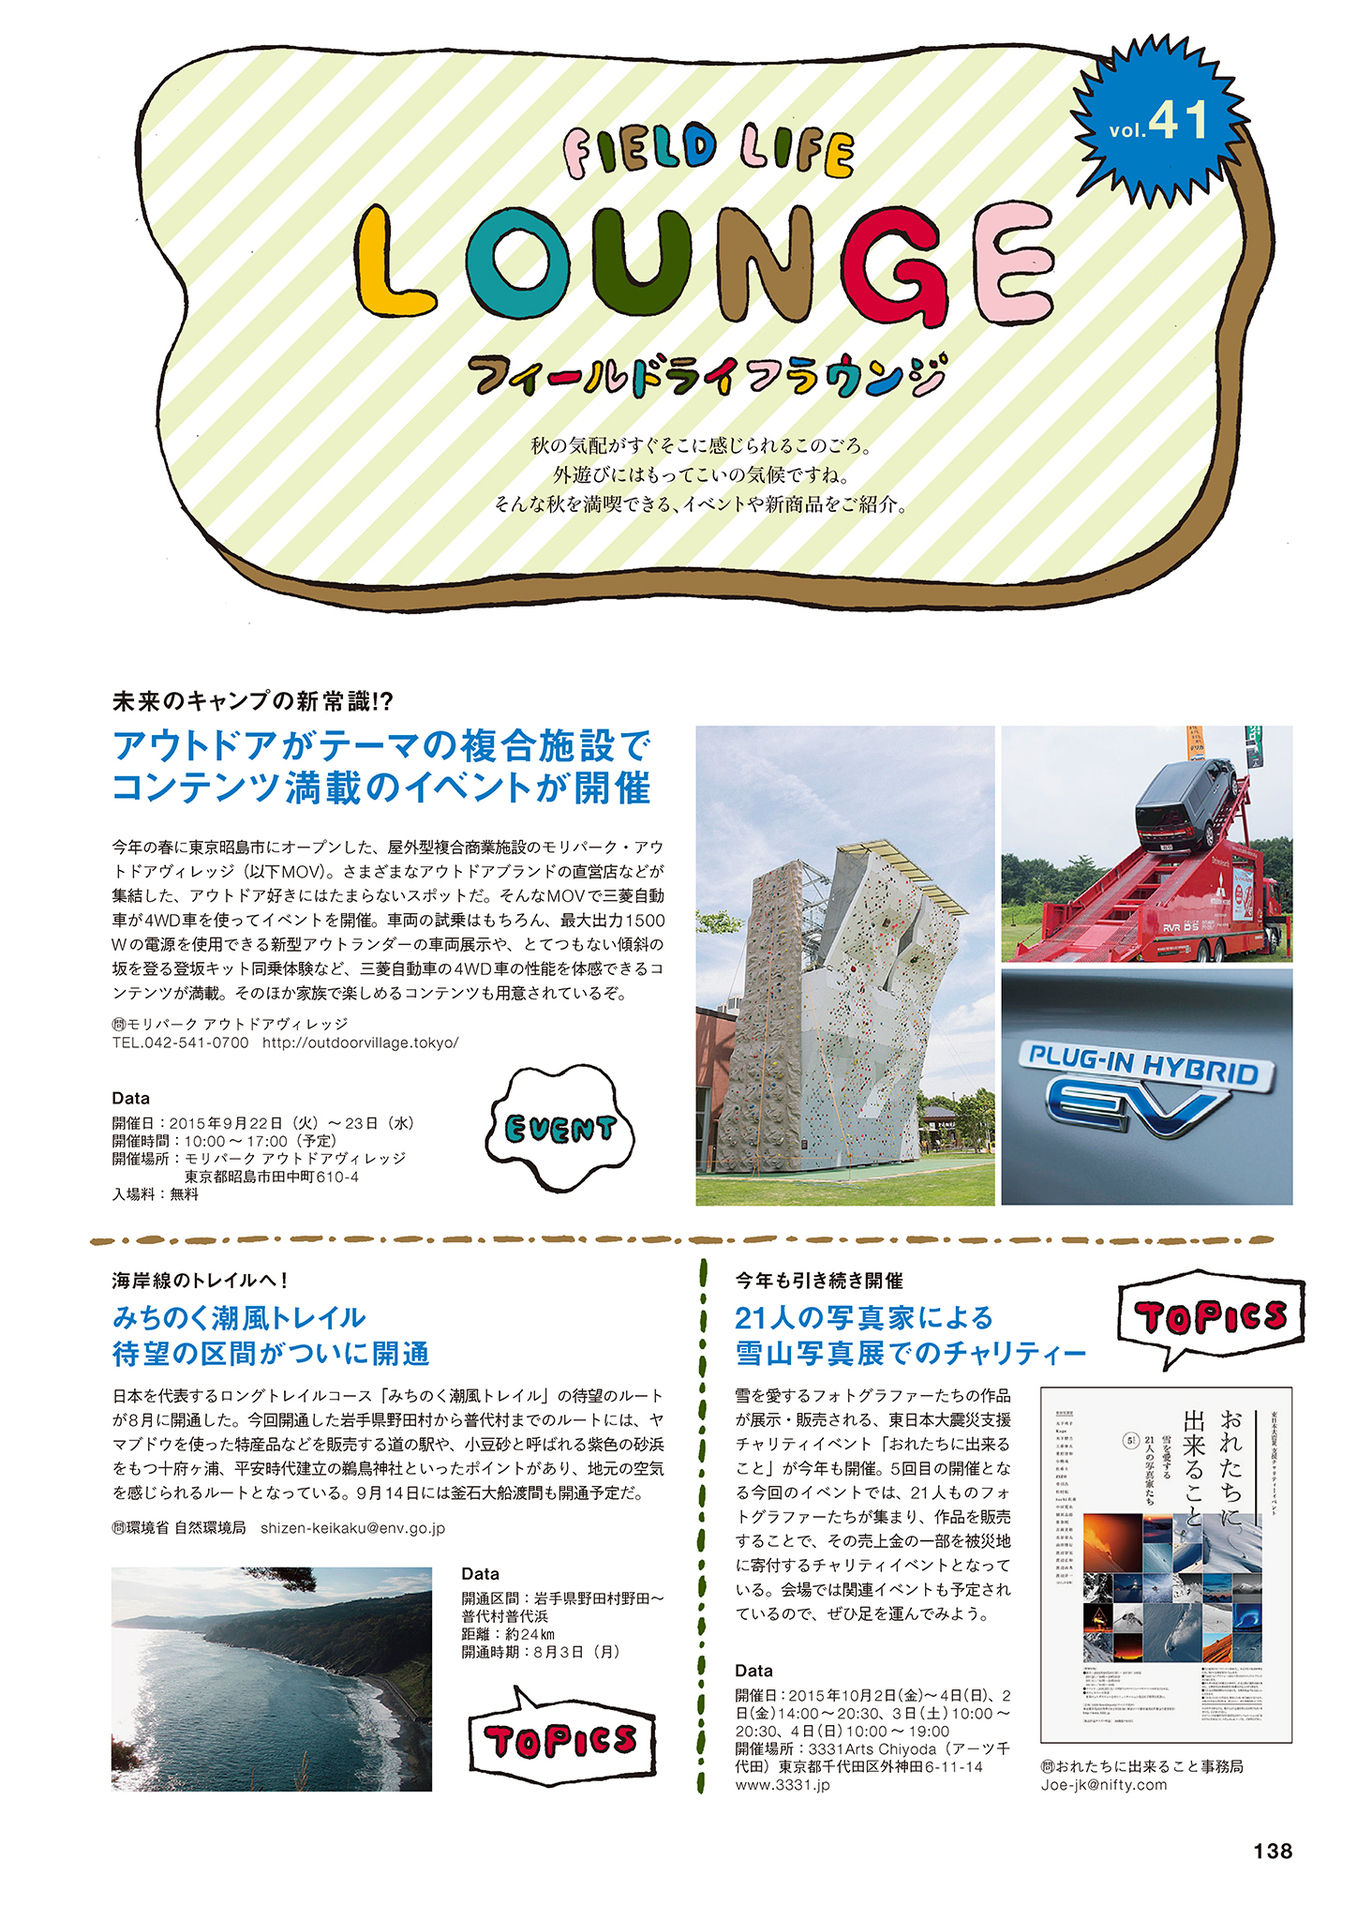 vol.41
FIELD LIFE
LOUNGE
フィールドライフラウンジ
秋の気配がすぐそこに感じられるこのごろ。
外遊びにはもってこいの気候ですね。
そんな秋を満喫できる、イベントや新商品をご紹介。
未来のキャンプの新常識!?
アウトドアがテーマの複合施設で
コンテンツ満載のイベントが開催
今年の春に東京昭島市にオープンした、屋外型複合商業施設のモリパーク・アウ
トドアヴィレッジ（以下MOV）。さまざまなアウトドアブランドの直営店などが
集結した、アウトドア好きにはたまらないスポットだ。そんなMOVで三菱自動
車が4WD車を使ってイベントを開催。車両の試乗はもちろん、最大出力1500
Wの電源を使用できる新型アウトランダーの車両展示や、とてつもない傾斜の
坂を登る登坂キット同乗体験など、三菱自動車の4WD車の性能を体感できるコ
ンテンツが満載。そのほか家族で楽しめるコンテンツも用意されているぞ。
㉄モリパーク アウトドアヴィレッジ
TEL.042-541-0700 http://outdoorvillage.tokyo/
Data
開催日：2015年9月22日（火）～23日（水）
開催時間：10:00～17:00（予定）
開催場所：モリパーク アウトドアヴィレッジ
東京都昭島市田中町610-4
入場料：無料
EVENT
RVR D:5
PLUG-IN HYBRID
EV
海岸線のトレイルへ！
みちのく潮風トレイル
待望の区間がついに開通
日本を代表するロングトレイルコース「みちのく潮風トレイル」の待望のルート
が8月に開通した。今回開通した岩手県野田村から普代村までのルートには、ヤ
マブドウを使った特産品などを販売する道の駅や、小豆砂と呼ばれる紫色の砂浜
をもつ十府ヶ浦、平安時代建立の鵜鳥神社といったポイントがあり、地元の空気
を感じられるルートとなっている。9月14日には釜石大船渡間も開通予定だ。
㉄環境省 自然環境局 shizen-keikaku@env.go.jp
Data
開通区間：岩手県野田村野田～
普代村普代浜
距離：約24㎞
開通時期：8月3日（月）
TOPICS
今年も引き続き開催
21人の写真家による
雪山写真展でのチャリティー
TOPICS
雪を愛するフォトグラファーたちの作品
が展示・販売される、東日本大震災支援
チャリティイベント「おれたちに出来る
こと」が今年も開催。5回目の開催とな
る今回のイベントでは、21人ものフォ
トグラファーたちが集まり、作品を販売
することで、その売上金の一部を被災地
に寄付するチャリティイベントとなって
いる。会場では関連イベントも予定され
ているので、ぜひ足を運んでみよう。
Data
開催日：2015年10月2日(金)～4日(日)、2
日(金)14:00～20:30、3日(土)10:00～
20:30、4日(日)10:00～19:00
開催場所：3331Arts Chiyoda（アーツ千
代田）東京都千代田区外神田6-11-14
www.3331.jp
東日本大震災 支援チャリティーイベント
おれたちに
出来ること
雪を愛する
21人の写真家たち
㉄おれたちに出来ること事務局
Joe-jk@nifty.com
138